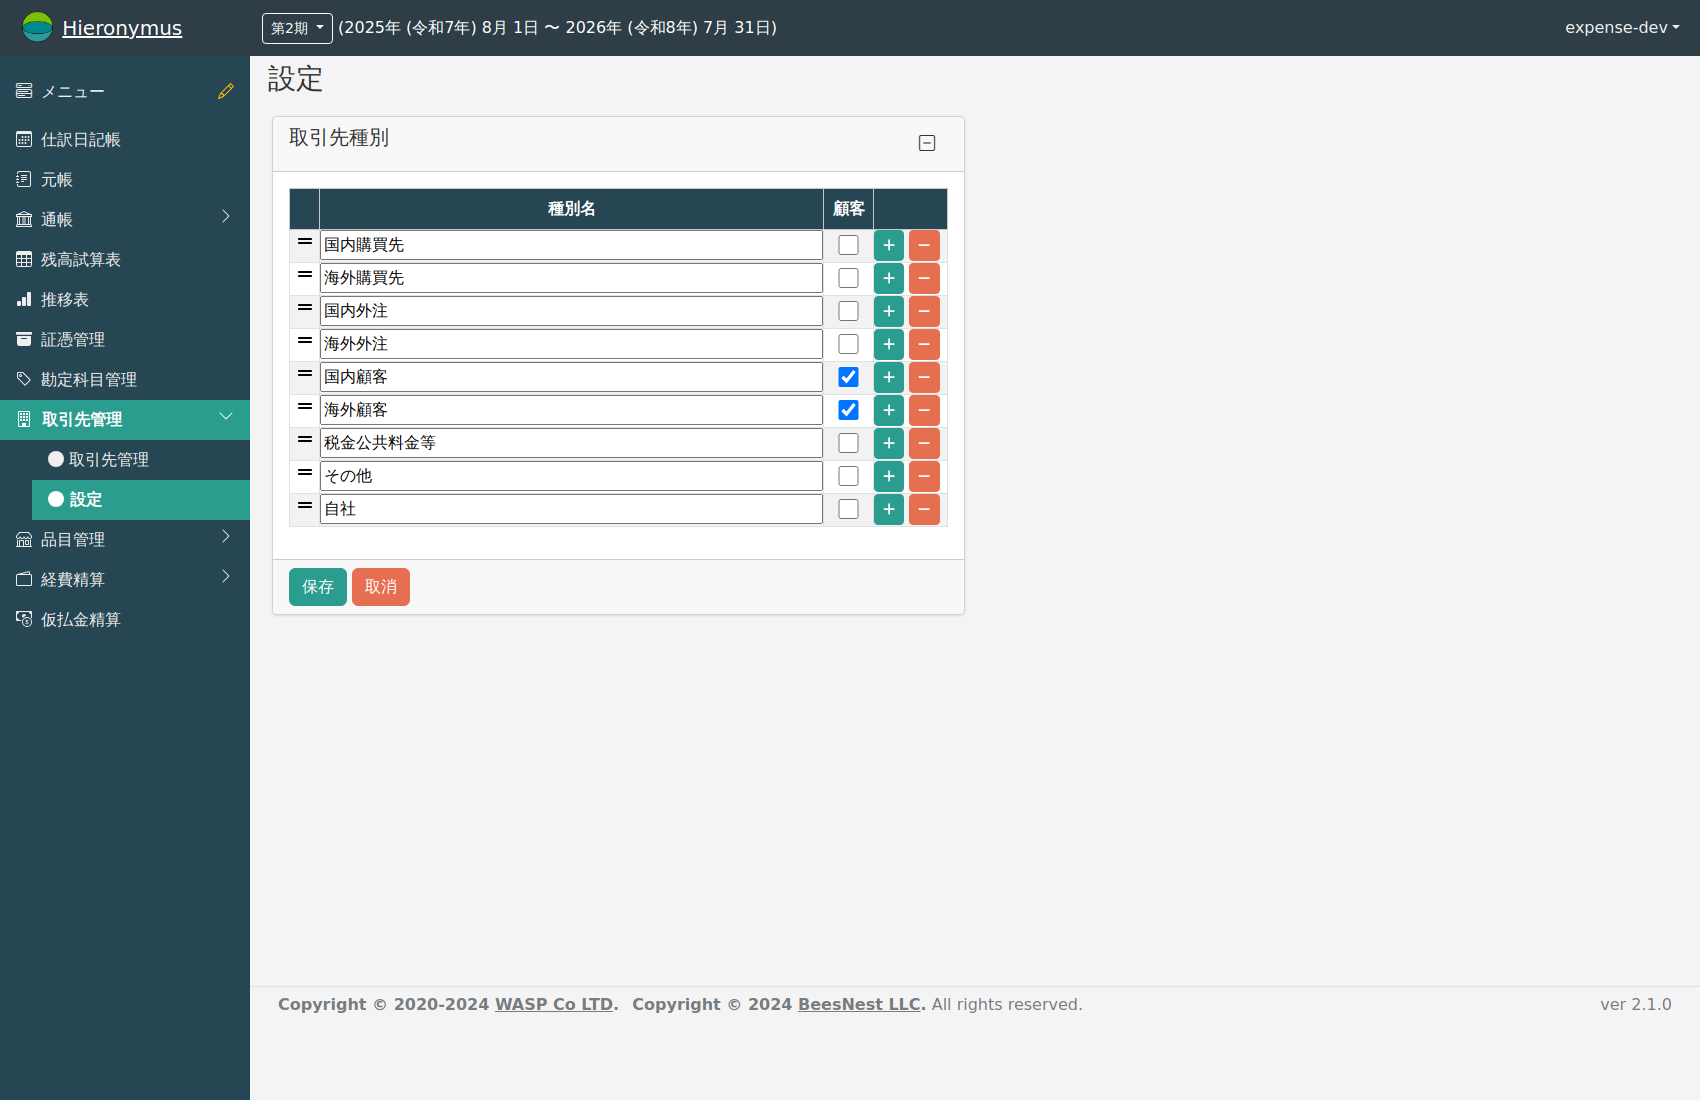 Hieronymus
第2期 (2025年 (令和7年) 8月 1日 〜 2026年 (令和8年) 7月 31日)
expense-dev
メニュー
仕訳日記帳
元帳
通帳
残高試算表
推移表
証憑管理
勘定科目管理
取引先管理
取引先管理
設定
品目管理
経費精算
仮払金精算
設定
取引先種別
種別名 顧客
国内購買先
海外購買先
国内外注
海外外注
国内顧客
海外顧客
税金公共料金等
その他
自社
保存 取消
Copyright © 2020-2024 WASP Co LTD. Copyright © 2024 BeesNest LLC. All rights reserved.
ver 2.1.0